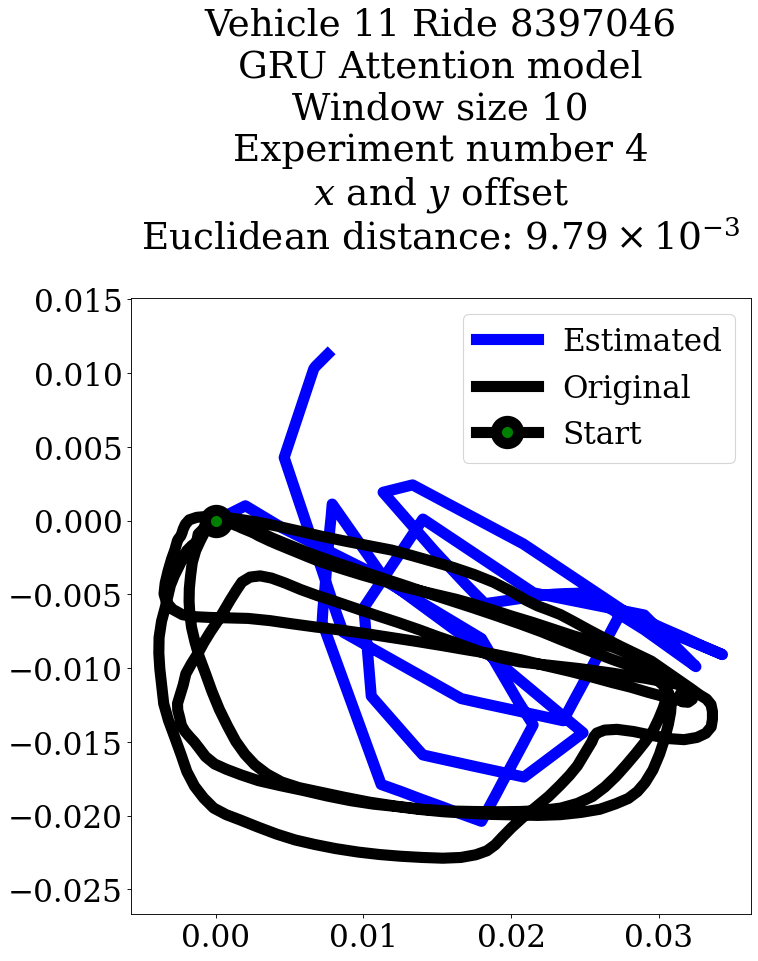 Vehicle 11 Ride 8397046
GRU Attention model
Window size 10
Experiment number 4
x and y offset
Euclidean distance: 9.79 × 10⁻³
0.015
0.010
0.005
0.000
−0.005
−0.010
−0.015
−0.020
−0.025
Estimated
Original
Start
0.00 0.01 0.02 0.03